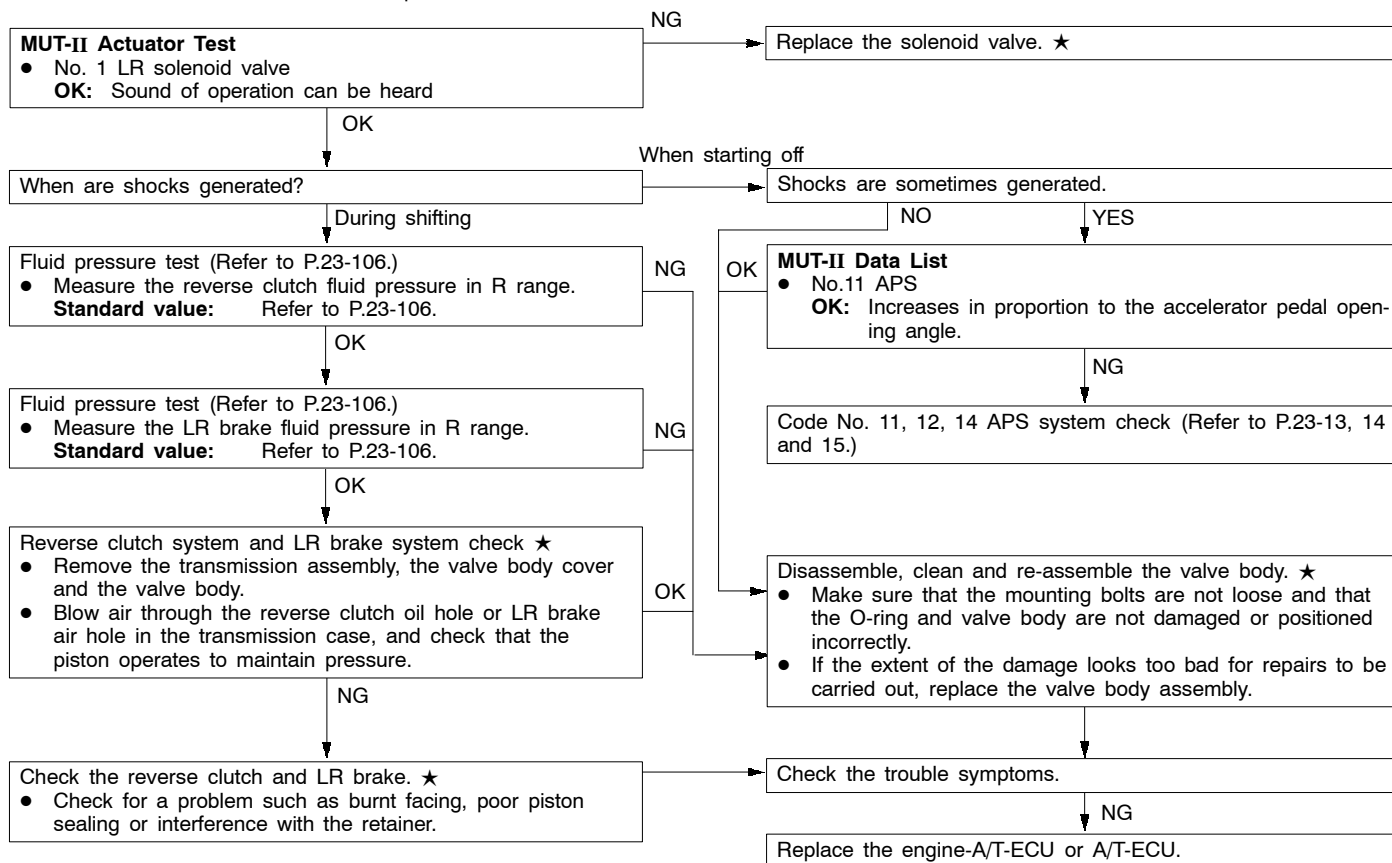 NG
MUT-II Actuator Test
● No. 1 LR solenoid valve
OK: Sound of operation can be heard
Replace the solenoid valve. ★
OK
When starting off
When are shocks generated?
Shocks are sometimes generated.
During shifting
NO
YES
Fluid pressure test (Refer to P.23-106.)
● Measure the reverse clutch fluid pressure in R range.
Standard value: Refer to P.23-106.
NG
OK
MUT-II Data List
● No.11 APS
OK: Increases in proportion to the accelerator pedal open-
ing angle.
OK
NG
Fluid pressure test (Refer to P.23-106.)
● Measure the LR brake fluid pressure in R range.
Standard value: Refer to P.23-106.
NG
Code No. 11, 12, 14 APS system check (Refer to P.23-13, 14
and 15.)
OK
Reverse clutch system and LR brake system check ★
● Remove the transmission assembly, the valve body cover
and the valve body.
● Blow air through the reverse clutch oil hole or LR brake
air hole in the transmission case, and check that the
piston operates to maintain pressure.
OK
Disassemble, clean and re-assemble the valve body. ★
● Make sure that the mounting bolts are not loose and that
the O-ring and valve body are not damaged or positioned
incorrectly.
● If the extent of the damage looks too bad for repairs to be
carried out, replace the valve body assembly.
NG
Check the reverse clutch and LR brake. ★
● Check for a problem such as burnt facing, poor piston
sealing or interference with the retainer.
Check the trouble symptoms.
NG
Replace the engine-A/T-ECU or A/T-ECU.